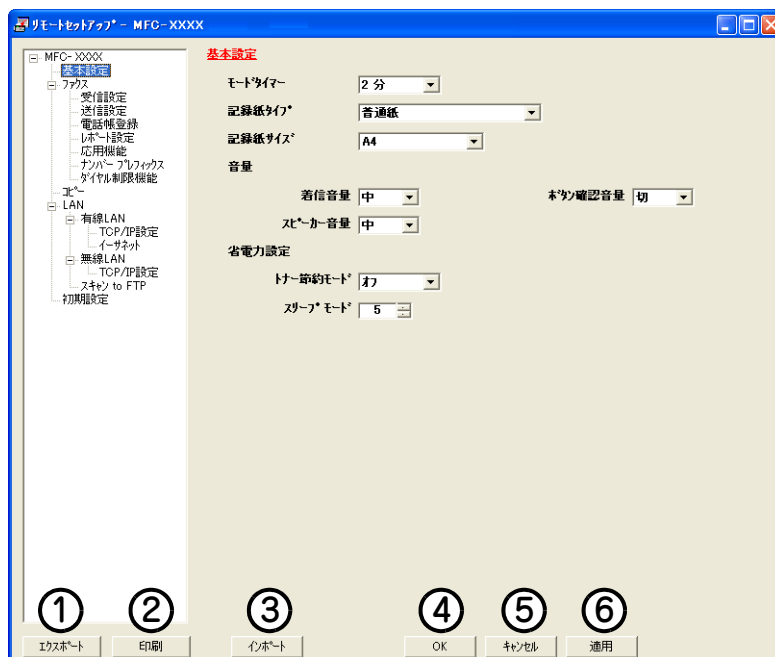 リモートセットアップ - MFC-XXXX
MFC-XXXX
基本設定
ファクス
受信設定
送信設定
電話帳登録
レポート設定
応用機能
ナンバー プレフィックス
ダイヤル制限機能
コピー
LAN
有線LAN
TCP/IP設定
イーサネット
無線LAN
TCP/IP設定
スキャン to FTP
初期設定
基本設定
モードタイマー 2 分
記録紙タイプ 普通紙
記録紙サイズ A4
音量
着信音量 中 ボタン確認音量 切
スピーカー音量 中
省電力設定
トナー節約モード オフ
スリープ モード 5
① ② ③ ④ ⑤ ⑥
エクスポート 印刷 インポート OK キャンセル 適用